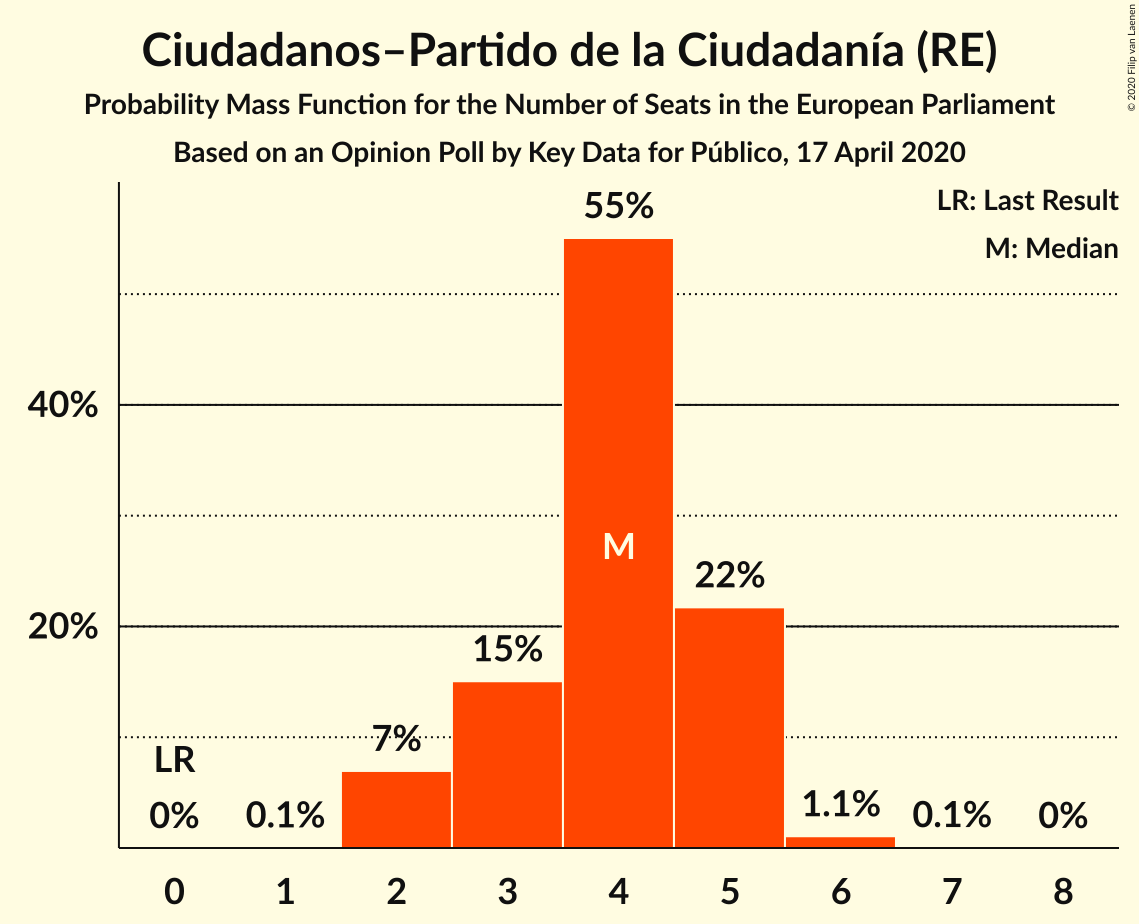 Ciudadanos–Partido de la Ciudadanía (RE)
Probability Mass Function for the Number of Seats in the European Parliament
Based on an Opinion Poll by Key Data for Público, 17 April 2020
© 2020 Filip van Laenen
LR: Last Result
M: Median
55%
40%
M
22%
20%
15%
7%
LR
0%
0.1%
1.1%
0.1%
0%
0 1 2 3 4 5 6 7 8